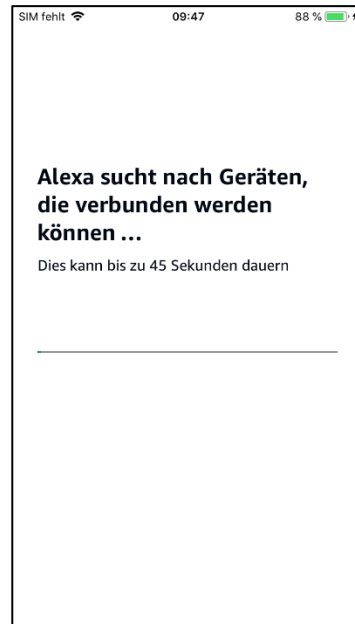 SIM fehlt 09:47 88 %
Alexa sucht nach Geräten,
die verbunden werden
können ...
Dies kann bis zu 45 Sekunden dauern